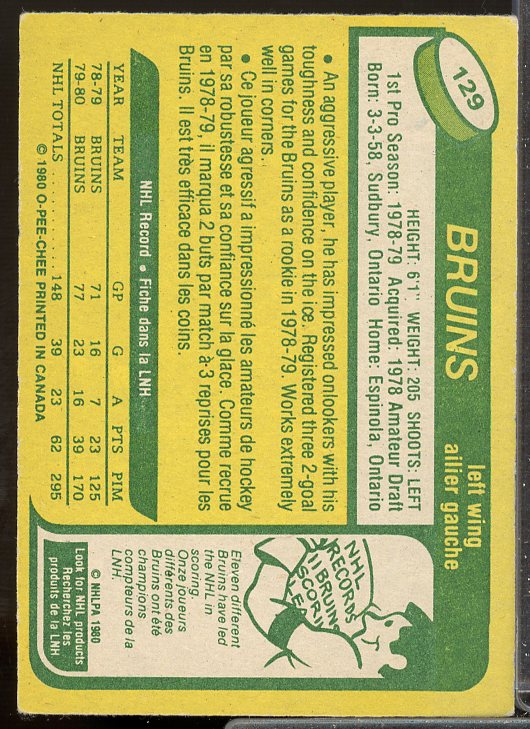 129
BRUINS
left wing
ailier gauche
HEIGHT: 6'1" WEIGHT: 205 SHOOTS: LEFT
1st Pro Season: 1978-79 Acquired: 1978 Amateur Draft
Born: 3-3-58, Sudbury, Ontario Home: Espinola, Ontario
• An aggressive player, he has impressed onlookers with his
toughness and confidence on the ice. Registered three 2-goal
games for the Bruins as a rookie in 1978-79. Works extremely
well in corners.
• Ce joueur agressif a impressionné les amateurs de hockey
par sa robustesse et sa confiance sur la glace. Comme recrue
en 1978-79, il marqua 2 buts par match à 3 reprises pour les
Bruins. Il est très efficace dans les coins.
NHL Record • Fiche dans la LNH
YEAR TEAM GP G A PTS PIM
78-79 BRUINS 71 16 7 23 125
79-80 BRUINS 77 23 16 39 170
NHL TOTALS . . . . . . . . 148 39 23 62 295
© 1980 O-PEE-CHEE PRINTED IN CANADA
NHL
RECORDS
11 BRUINS
SCORING
Eleven different
Bruins have led
the NHL in
scoring.
Onze joueurs
différents des
Bruins ont été
champions
compteurs de la
LNH.
© NHLPA 1980
Look for NHL products
Recherchez les
produits de la LNH